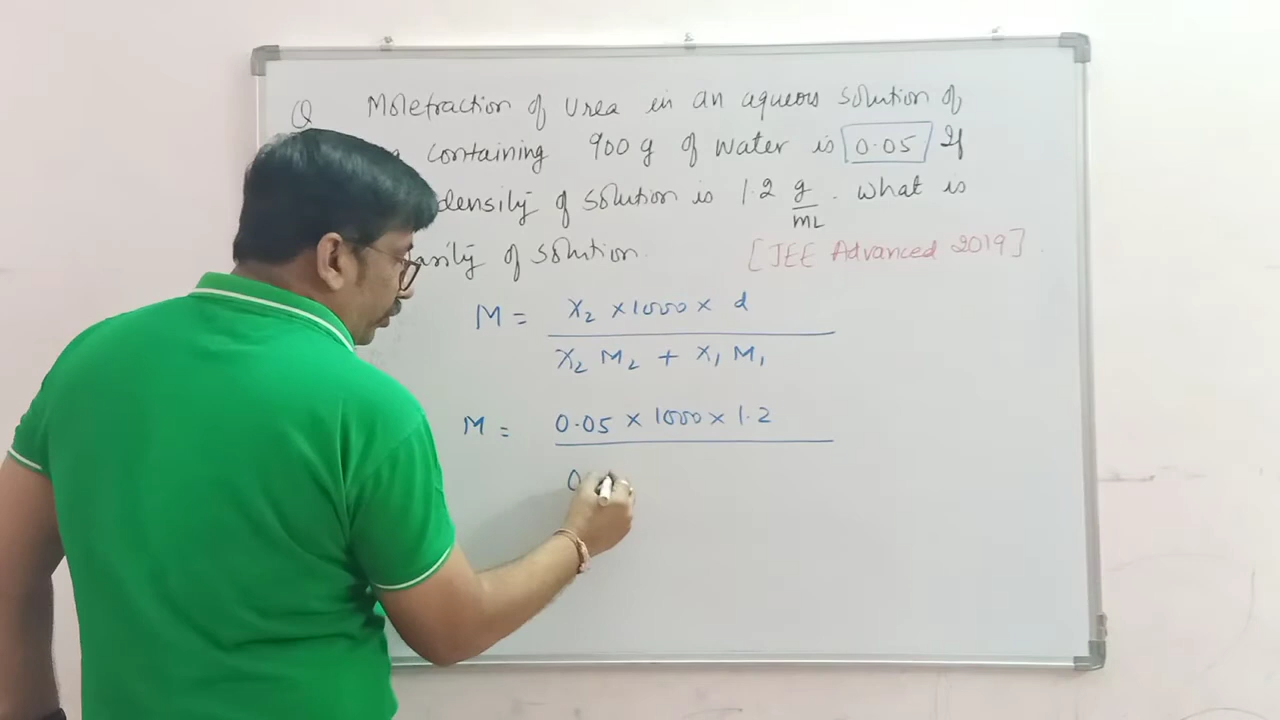 Q Molefraction of Urea in an aqueous solution of
containing 900 g of water is 0.05 If
density of solution is 1.2 g/mL . What is
arity of solution. [JEE Advanced 2019].
M = X₂ × 1000 × d / X₂ M₂ + X₁ M₁
M = 0.05 × 1000 × 1.2
0